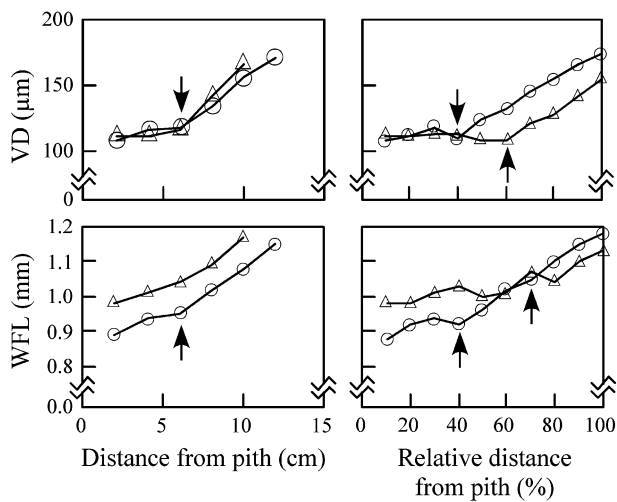 VD (μm)
200
150
100
0
WFL (mm)
1.2
1.1
1.0
0.9
0.8
0.0
0 5 10 15
0 20 40 60 80 100
Distance from pith (cm)
Relative distance
from pith (%)